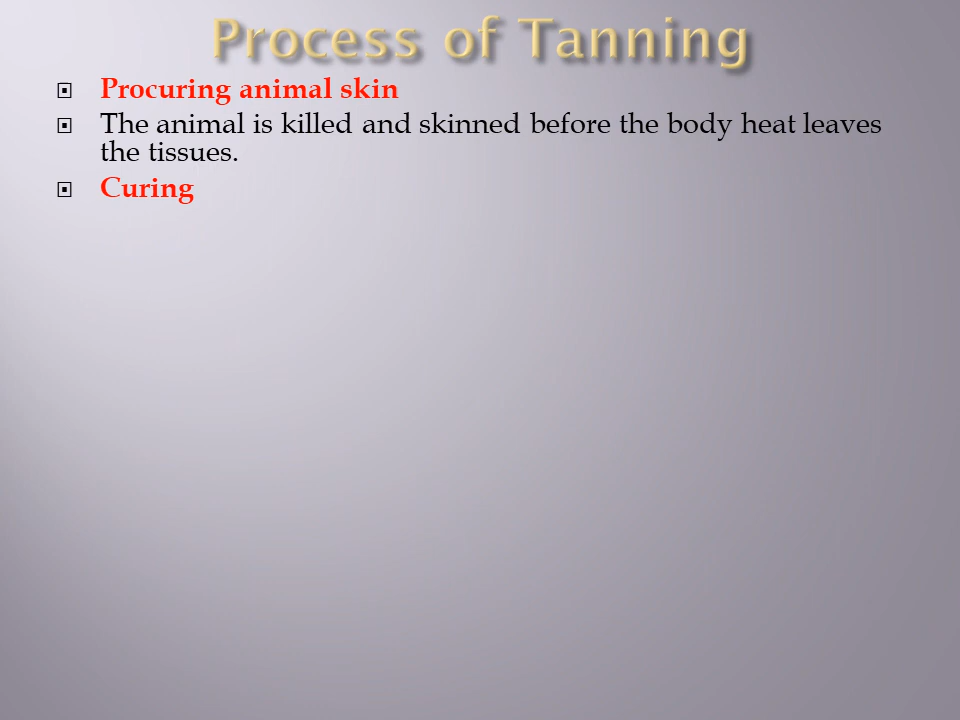 Process of Tanning
Procuring animal skin
The animal is killed and skinned before the body heat leaves
the tissues.
Curing